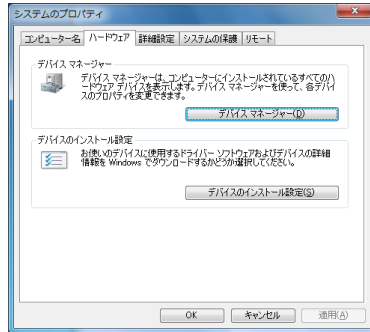 システムのプロパティ
コンピューター名 ハードウェア 詳細設定 システムの保護 リモート
デバイス マネージャー
デバイス マネージャーは、コンピューターにインストールされているすべてのハ
ードウェア デバイスを表示します。デバイス マネージャーを使って、各デバイ
スのプロパティを変更できます。
デバイス マネージャー(D)
デバイスのインストール設定
お使いのデバイスに使用するドライバー ソフトウェアおよびデバイスの詳細
情報を Windows でダウンロードするかどうか選択してください。
デバイスのインストール設定(S)
OK キャンセル 適用(A)